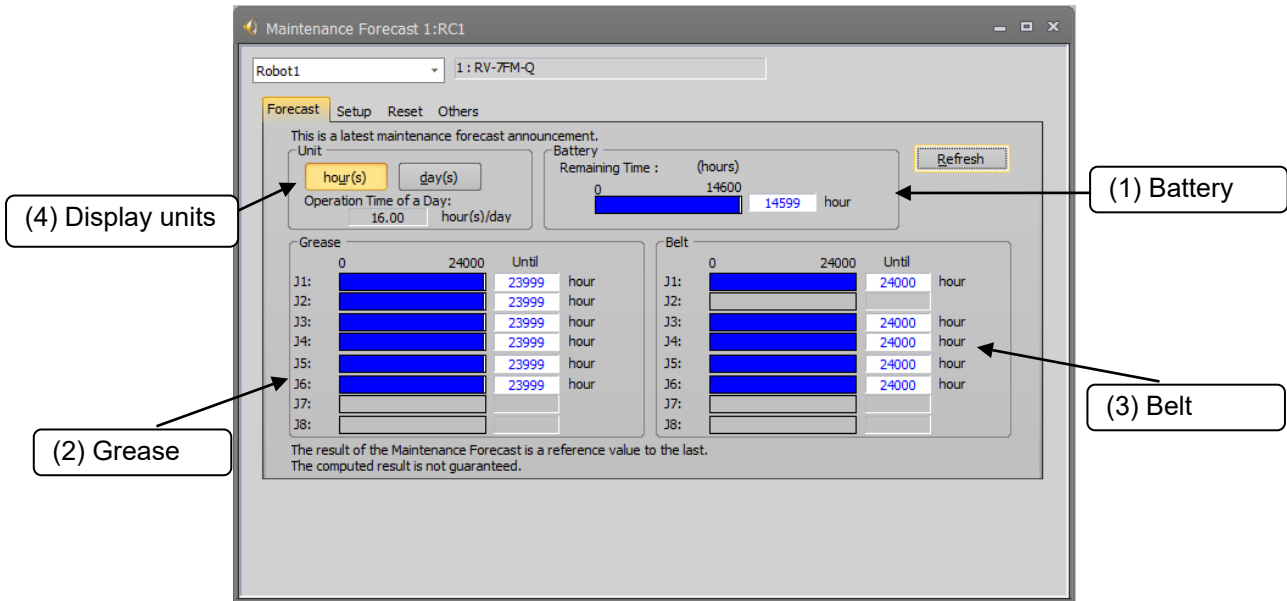 Maintenance Forecast 1:RC1
Robot1 1 : RV-7FM-Q
Forecast Setup Reset Others
This is a latest maintenance forecast announcement.
Unit
hour(s) day(s)
Operation Time of a Day:
16.00 hour(s)/day
Battery
Remaining Time : (hours)
0 14600
14599 hour
Refresh
(1) Battery
(4) Display units
Grease
0 24000 Until
J1: 23999 hour
J2: 23999 hour
J3: 23999 hour
J4: 23999 hour
J5: 23999 hour
J6: 23999 hour
J7:
J8:
Belt
0 24000 Until
J1: 24000 hour
J2:
J3: 24000 hour
J4: 24000 hour
J5: 24000 hour
J6: 24000 hour
J7:
J8:
(3) Belt
(2) Grease
The result of the Maintenance Forecast is a reference value to the last.
The computed result is not guaranteed.